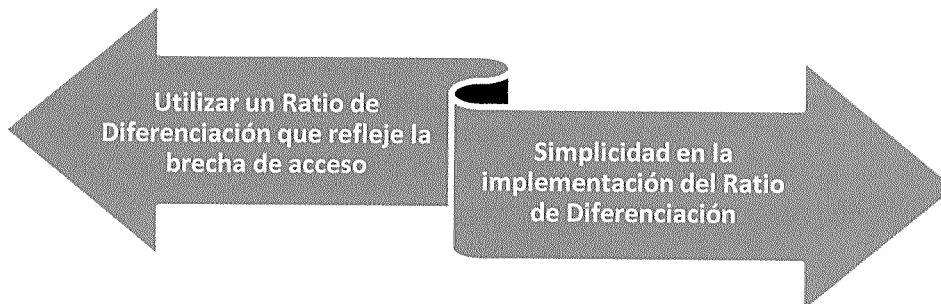 Utilizar un Ratio de
Diferenciación que refleje la
brecha de acceso
Simplicidad en la
implementación del Ratio
de Diferenciación